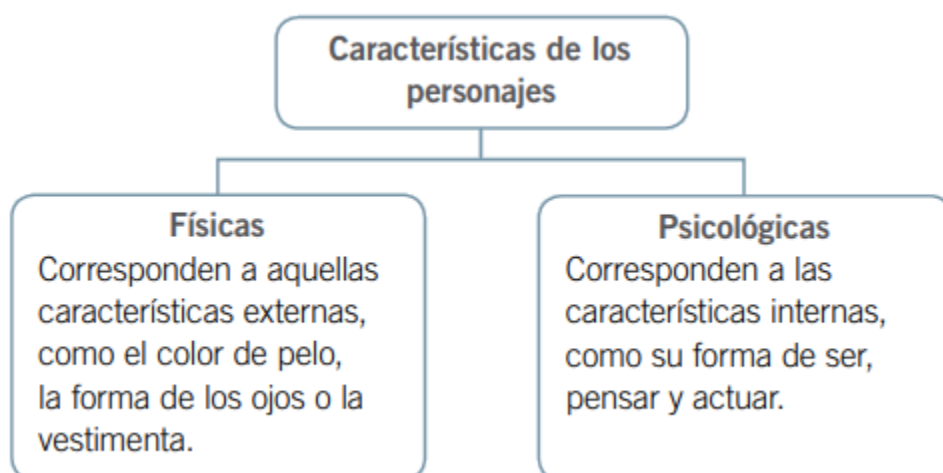 Características de los
personajes
Físicas
Corresponden a aquellas
características externas,
como el color de pelo,
la forma de los ojos o la
vestimenta.
Psicológicas
Corresponden a las
características internas,
como su forma de ser,
pensar y actuar.